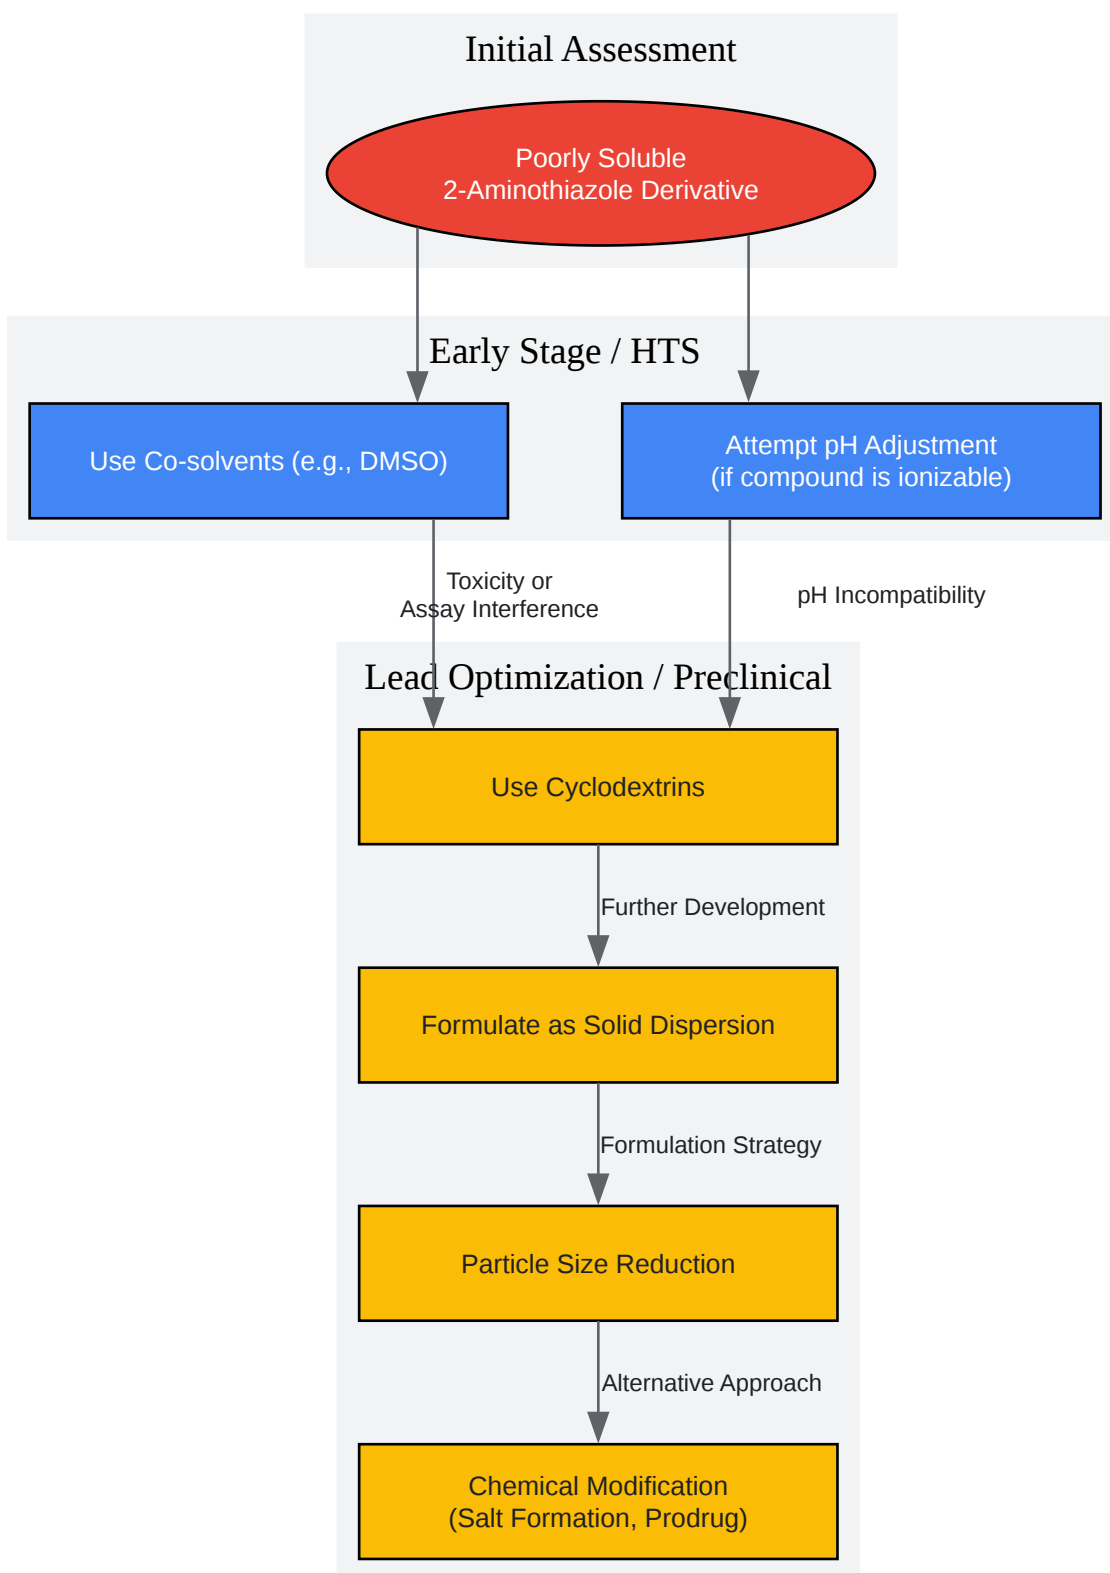 Initial Assessment
Poorly Soluble
2-Aminothiazole Derivative
Early Stage / HTS
Use Co-solvents (e.g., DMSO)
Attempt pH Adjustment
(if compound is ionizable)
Toxicity or
Assay Interference
pH Incompatibility
Lead Optimization / Preclinical
Use Cyclodextrins
Further Development
Formulate as Solid Dispersion
Formulation Strategy
Particle Size Reduction
Alternative Approach
Chemical Modification
(Salt Formation, Prodrug)